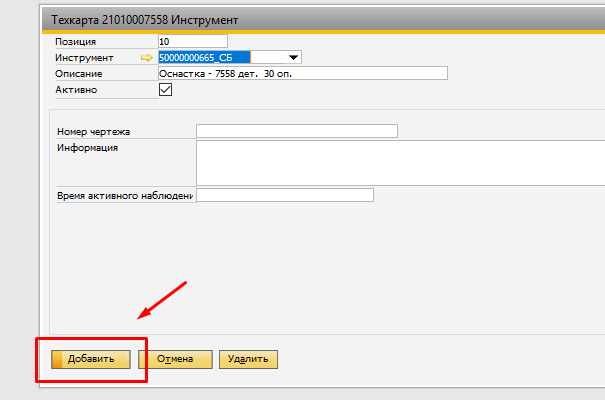 Техкарта 21010007558 Инструмент
Позиция 10
Инструмент 50000000665_СБ
Описание Оснастка - 7558 дет. 30 оп.
Активно
Номер чертежа
Информация
Время активного наблюдени
Добавить Отмена Удалить